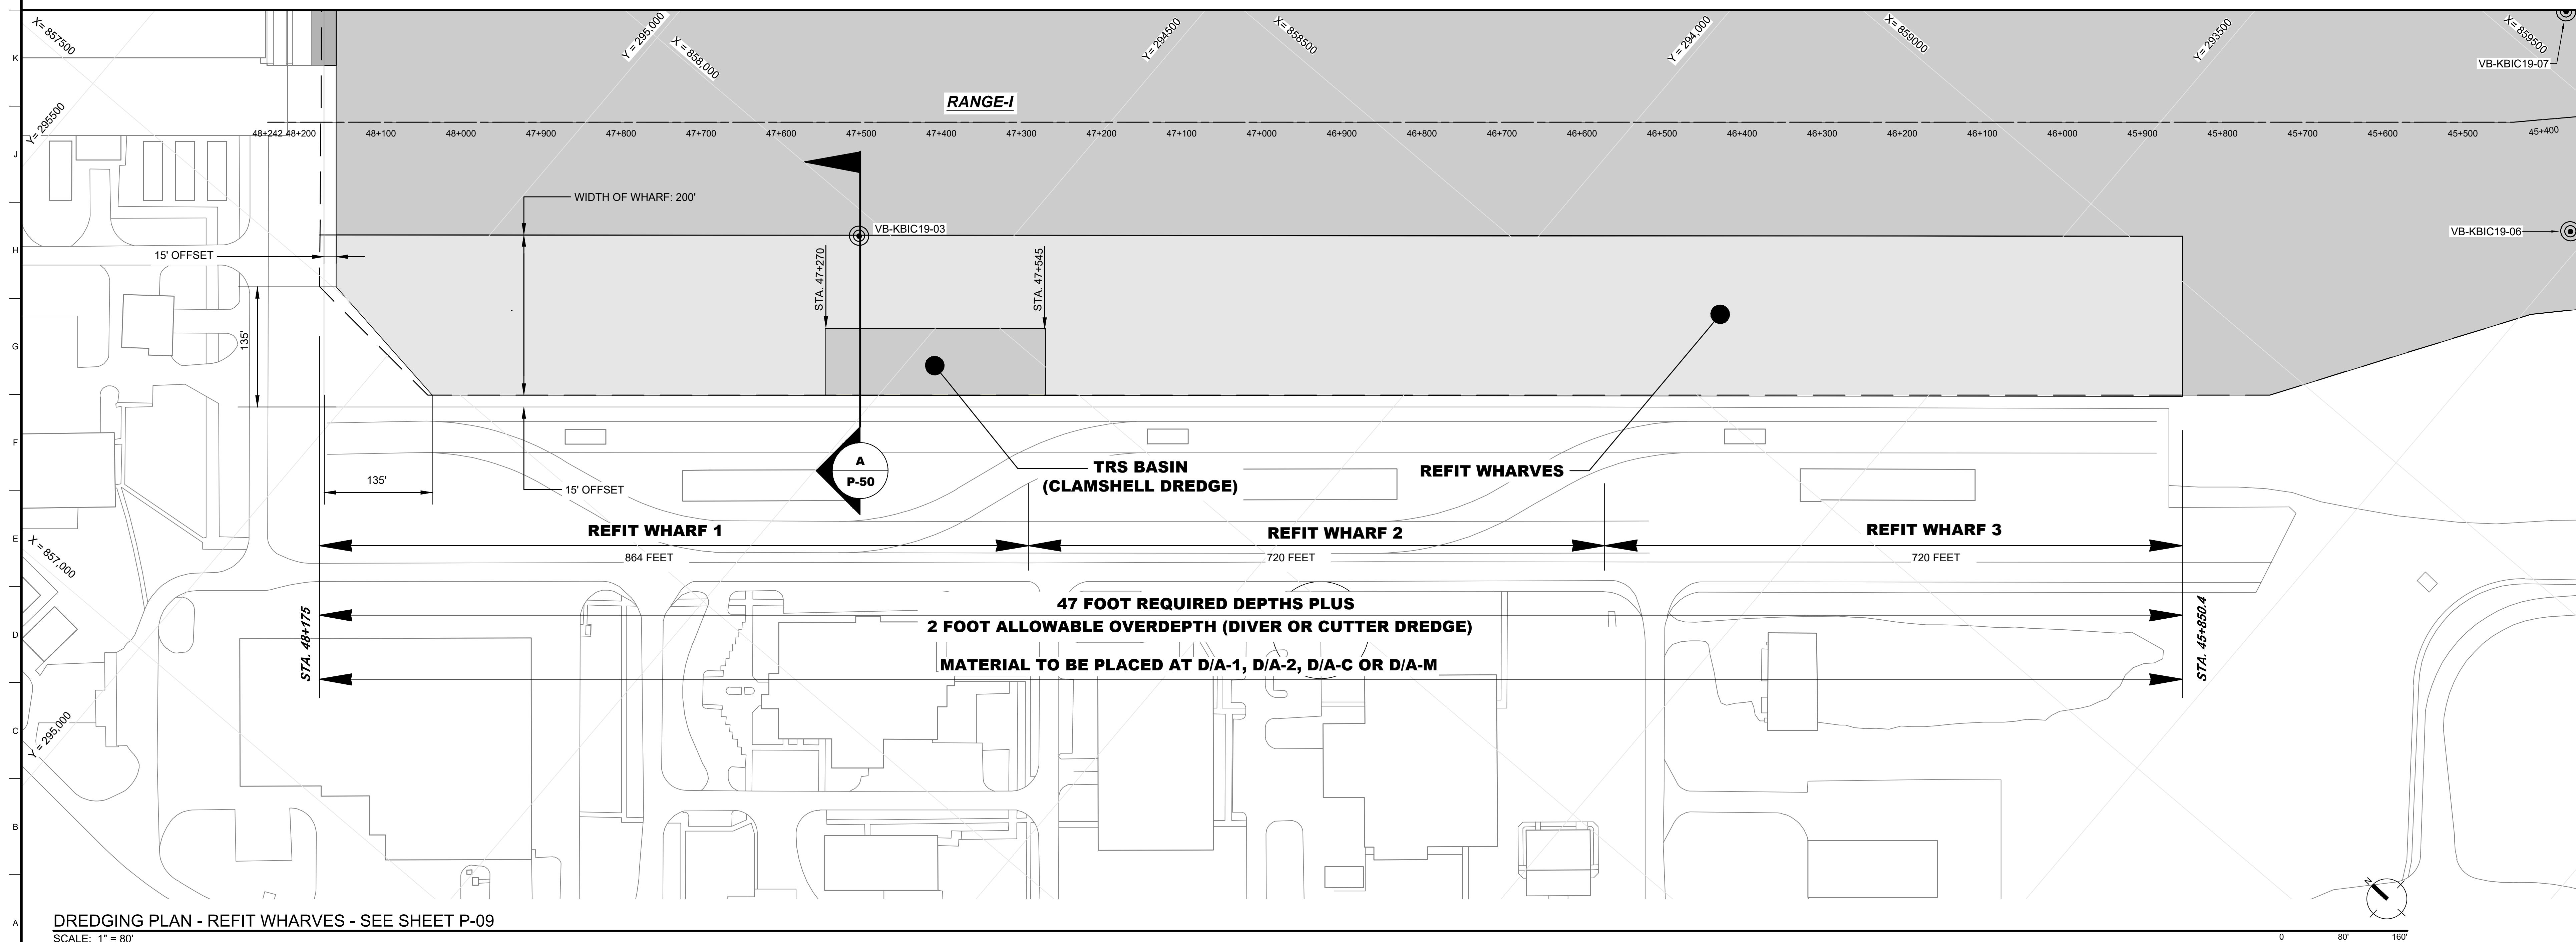 X= 857500
Y = 295,000
X = 858,000
Y= 294500
X= 858500
Y = 294,000
X= 859000
Y= 293500
X= 859500
K
VB-KBIC19-07
Y= 295500
RANGE-I
48+242 48+200 48+100 48+000 47+900 47+800 47+700 47+600 47+500 47+400 47+300 47+200 47+100 47+000 46+900 46+800 46+700 46+600 46+500 46+400 46+300 46+200 46+100 46+000 45+900 45+800 45+700 45+600 45+500 45+400
J
WIDTH OF WHARF: 200'
VB-KBIC19-03
VB-KBIC19-06
H
15' OFFSET
STA. 47+270
STA. 47+545
135'
G
F
A
P-50
TRS BASIN
(CLAMSHELL DREDGE)
REFIT WHARVES
135'
15' OFFSET
REFIT WHARF 1
REFIT WHARF 2
REFIT WHARF 3
E
864 FEET
720 FEET
720 FEET
X = 857,000
47 FOOT REQUIRED DEPTHS PLUS
2 FOOT ALLOWABLE OVERDEPTH (DIVER OR CUTTER DREDGE)
D
STA. 48+175
STA. 45+850.4
MATERIAL TO BE PLACED AT D/A-1, D/A-2, D/A-C OR D/A-M
C
Y = 295,000
B
N
A
DREDGING PLAN - REFIT WHARVES - SEE SHEET P-09
SCALE: 1" = 80'
0 80' 160'